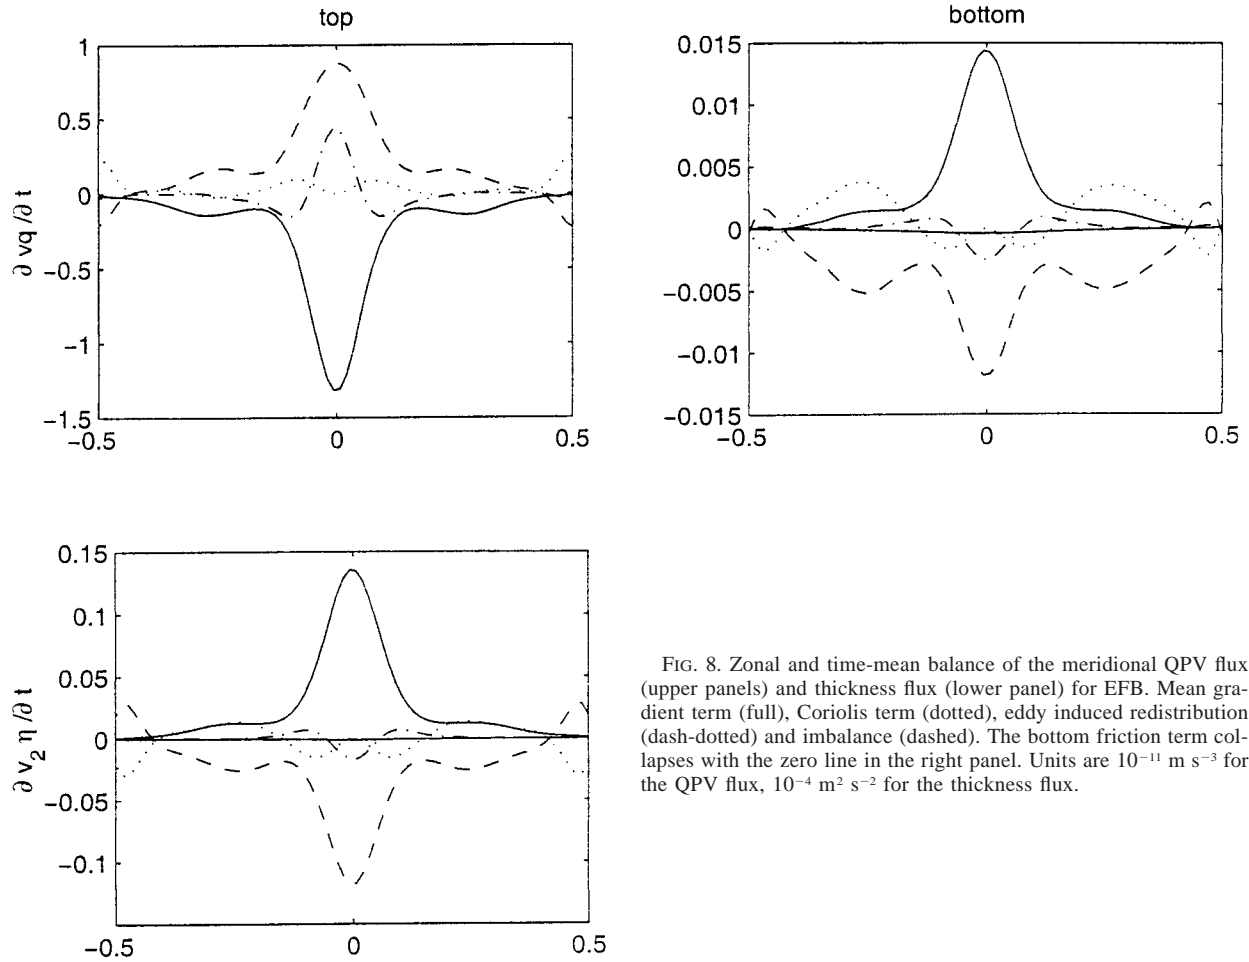 top
1
0.5
0
−0.5
−1
−1.5
−0.5
0
0.5
∂ vq /∂ t
bottom
0.015
0.01
0.005
0
−0.005
−0.01
−0.015
−0.5
0
0.5
0.15
0.1
0.05
0
−0.05
−0.1
−0.5
0
0.5
∂ v₂ η /∂ t
FIG. 8. Zonal and time-mean balance of the meridional QPV flux
(upper panels) and thickness flux (lower panel) for EFB. Mean gra-
dient term (full), Coriolis term (dotted), eddy induced redistribution
(dash-dotted) and imbalance (dashed). The bottom friction term col-
lapses with the zero line in the right panel. Units are 10⁻¹¹ m s⁻³ for
the QPV flux, 10⁻⁴ m² s⁻² for the thickness flux.